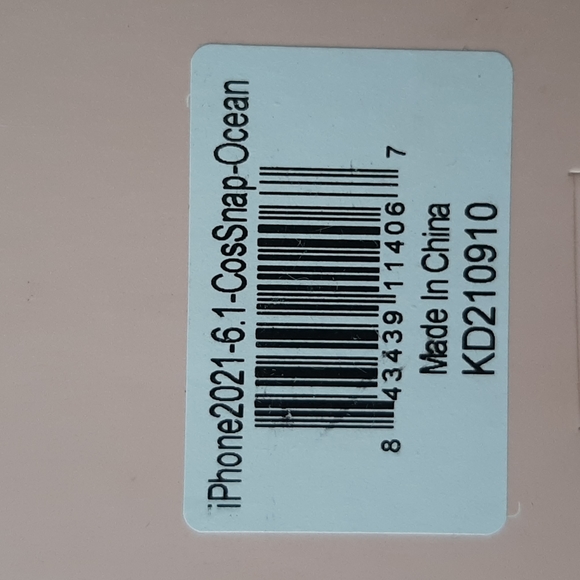 iPhone2021-6.1-CosSnap-Ocean
8 43439 11406 7
Made In China
KD210910